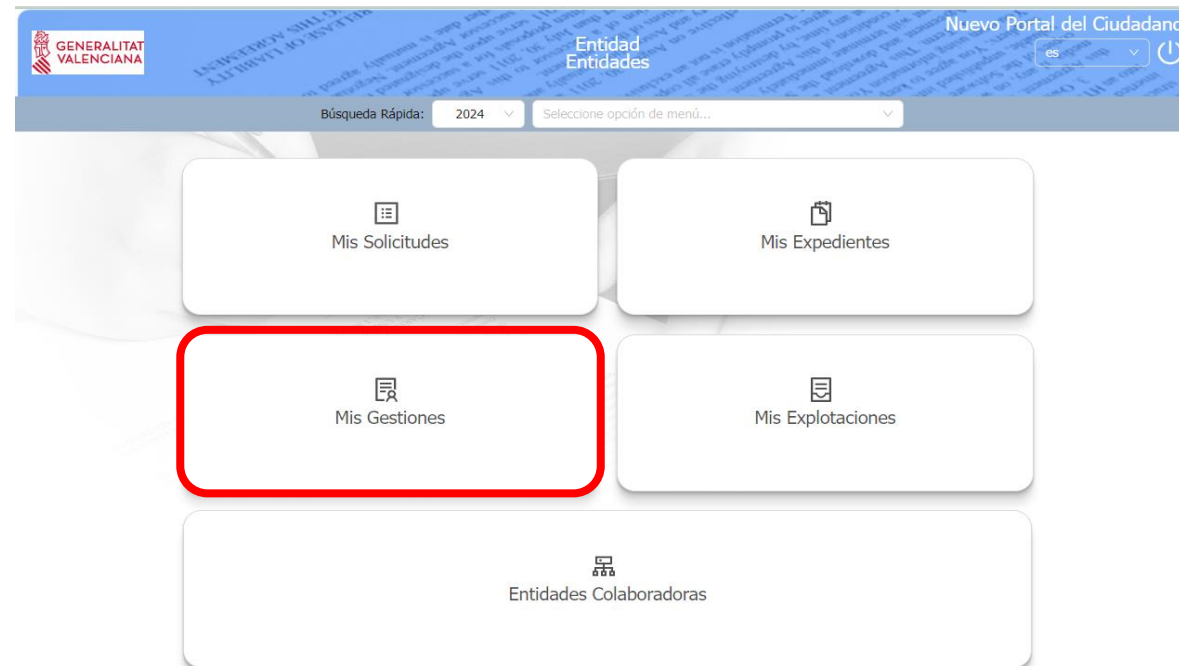 GENERALITAT
VALENCIANA
Entidad
Entidades
Nuevo Portal del Ciudadano
es
Búsqueda Rápida:
2024
Seleccione opción de menú...
Mis Solicitudes
Mis Expedientes
Mis Gestiones
Mis Explotaciones
Entidades Colaboradoras